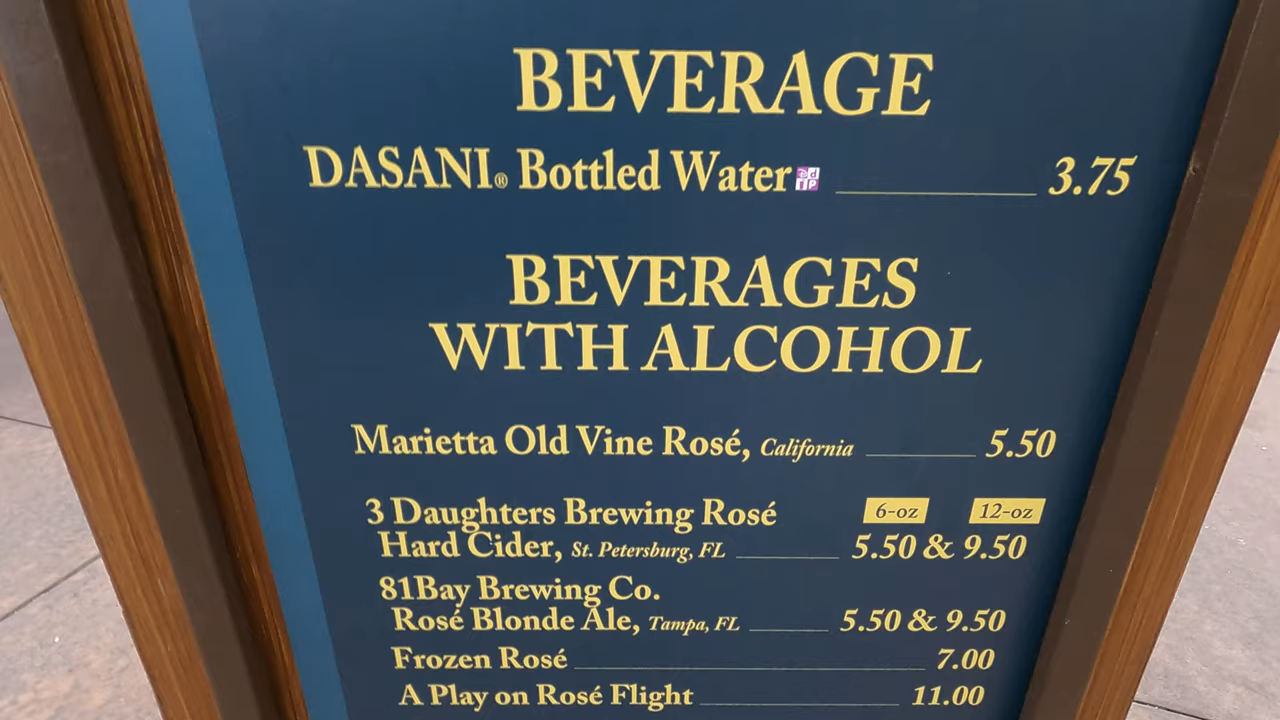 BEVERAGE
DASANI® Bottled Water 3.75
BEVERAGES
WITH ALCOHOL
Marietta Old Vine Rosé, California 5.50
3 Daughters Brewing Rosé 6-oz 12-oz
Hard Cider, St. Petersburg, FL 5.50 & 9.50
81Bay Brewing Co.
Rosé Blonde Ale, Tampa, FL 5.50 & 9.50
Frozen Rosé 7.00
A Play on Rosé Flight 11.00